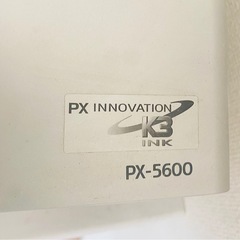 PX INNOVATION
K3
INK
PX-5600